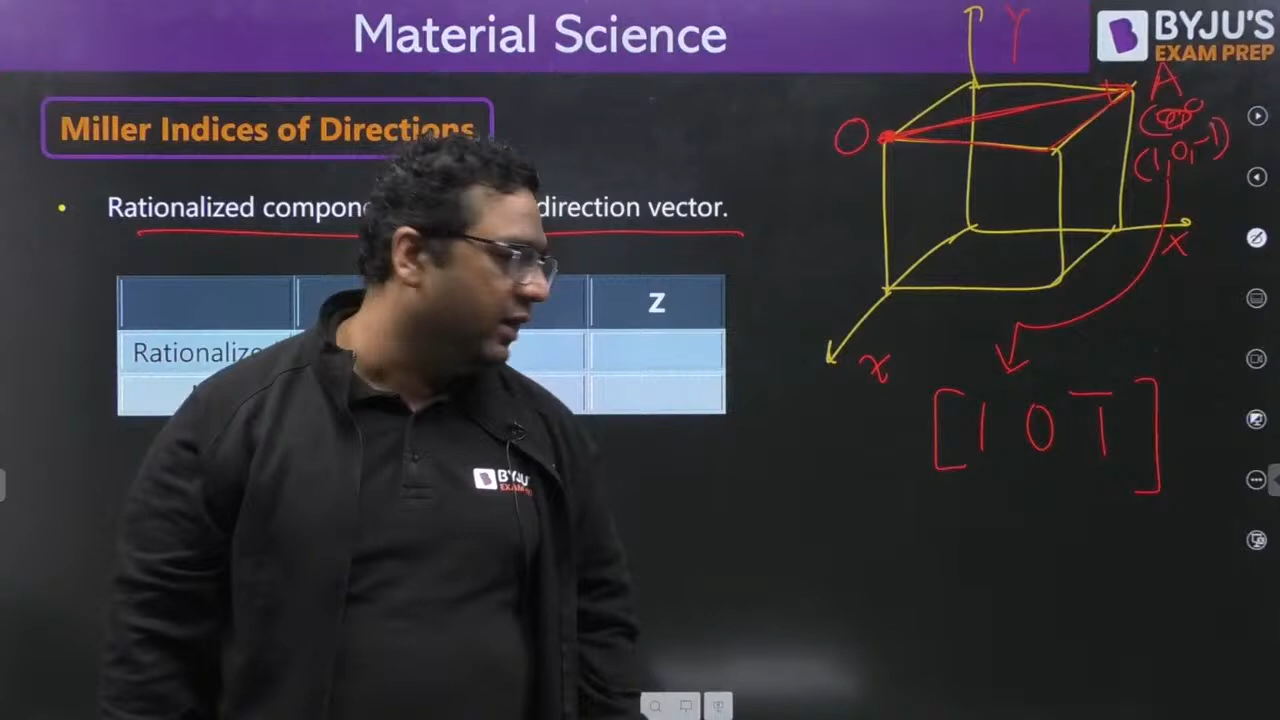 Material Science
BYJU'S
EXAM PREP
Miller Indices of Directions
Rationalized direction vector.
Z
Rationalize
Y
A
O
(1, 0, -1)
x
x
[1 0 1̅]
BYJU'S
EXAM